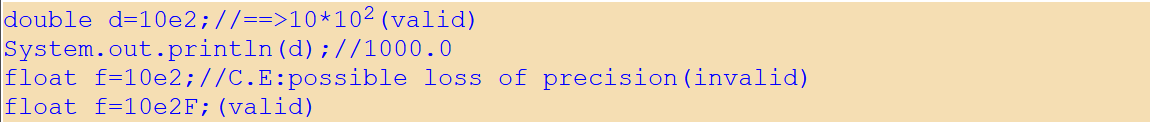 double d=10e2;//==>10*10²(valid)
System.out.println(d);//1000.0
float f=10e2;//C.E:possible loss of precision(invalid)
float f=10e2F;(valid)